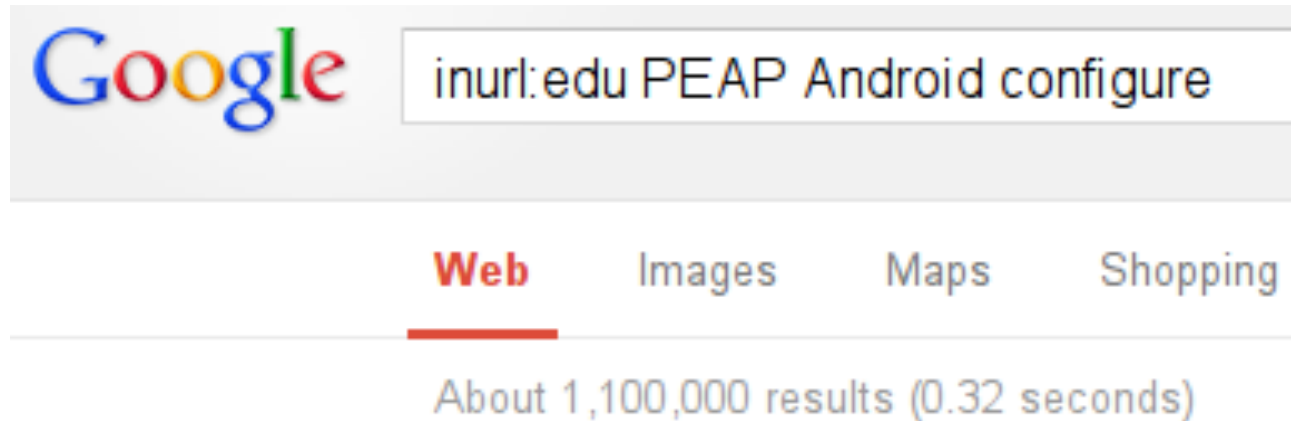 Google inurl:edu PEAP Android configure
Web Images Maps Shopping
About 1,100,000 results (0.32 seconds)